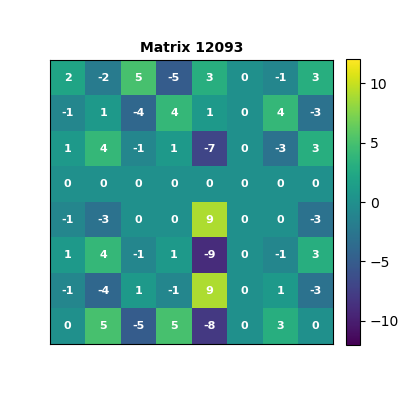 Matrix 12093
2 -2 5 -5 3 0 -1 3
-1 1 -4 4 1 0 4 -3
1 4 -1 1 -7 0 -3 3
0 0 0 0 0 0 0 0
-1 -3 0 0 9 0 0 -3
1 4 -1 1 -9 0 -1 3
-1 -4 1 -1 9 0 1 -3
0 5 -5 5 -8 0 3 0
10
5
0
−5
−10